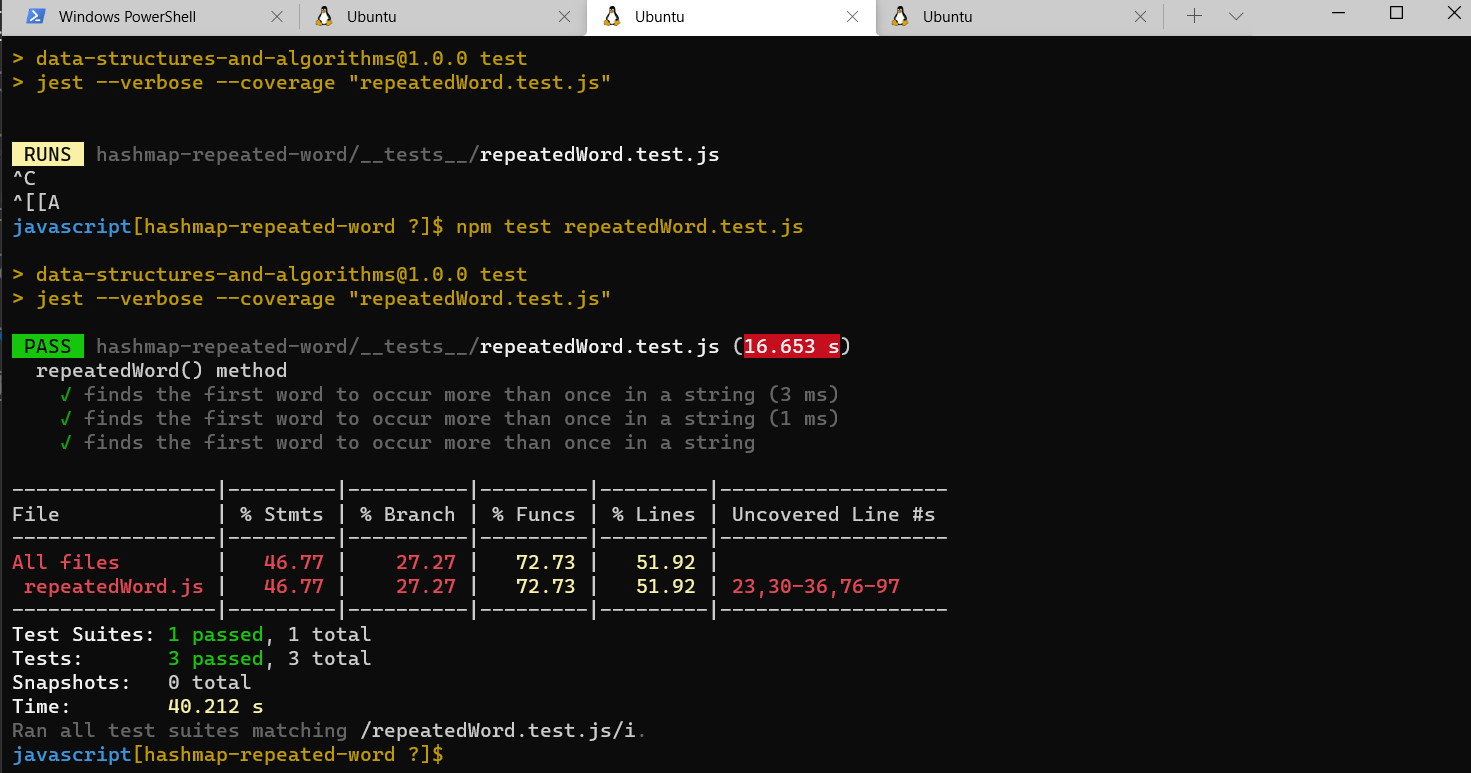 Windows PowerShell Ubuntu Ubuntu Ubuntu
> data-structures-and-algorithms@1.0.0 test
> jest --verbose --coverage "repeatedWord.test.js"
RUNS hashmap-repeated-word/__tests__/repeatedWord.test.js
^C
^[[A
javascript[hashmap-repeated-word ?]$ npm test repeatedWord.test.js
> data-structures-and-algorithms@1.0.0 test
> jest --verbose --coverage "repeatedWord.test.js"
PASS hashmap-repeated-word/__tests__/repeatedWord.test.js (16.653 s)
repeatedWord() method
√ finds the first word to occur more than once in a string (3 ms)
√ finds the first word to occur more than once in a string (1 ms)
√ finds the first word to occur more than once in a string
-----------------|---------|----------|---------|---------|-------------------
File             | % Stmts | % Branch | % Funcs | % Lines | Uncovered Line #s
-----------------|---------|----------|---------|---------|-------------------
All files        |   46.77 |    27.27 |   72.73 |   51.92 |
 repeatedWord.js |   46.77 |    27.27 |   72.73 |   51.92 | 23,30-36,76-97
-----------------|---------|----------|---------|---------|-------------------
Test Suites: 1 passed, 1 total
Tests:       3 passed, 3 total
Snapshots:   0 total
Time:        40.212 s
Ran all test suites matching /repeatedWord.test.js/i.
javascript[hashmap-repeated-word ?]$